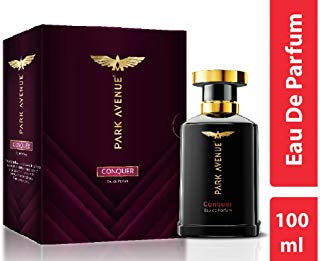 PARK AVENUE®
CONQUER
Eau de Parfum
PARK AVENUE®
Conquer
Eau de Parfum
Eau De Parfum
100
ml